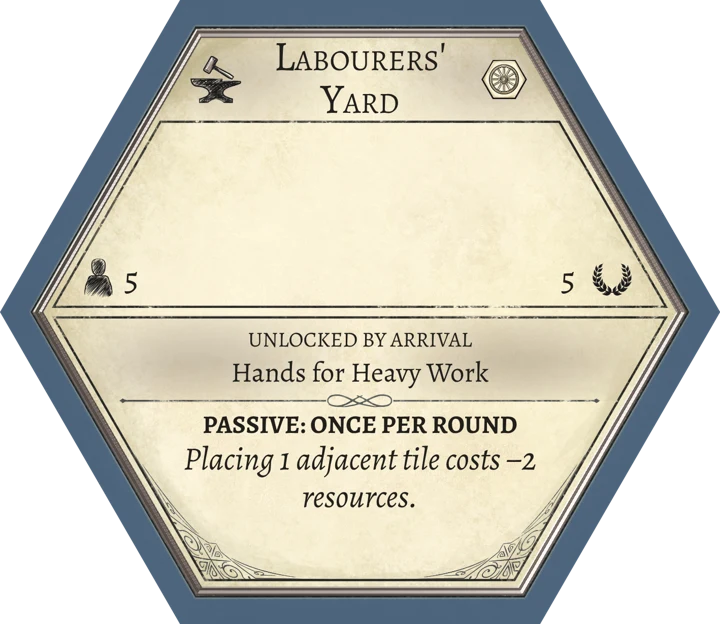 Labourers'
Yard
5
5
UNLOCKED BY ARRIVAL
Hands for Heavy Work
PASSIVE: ONCE PER ROUND
Placing 1 adjacent tile costs –2
resources.